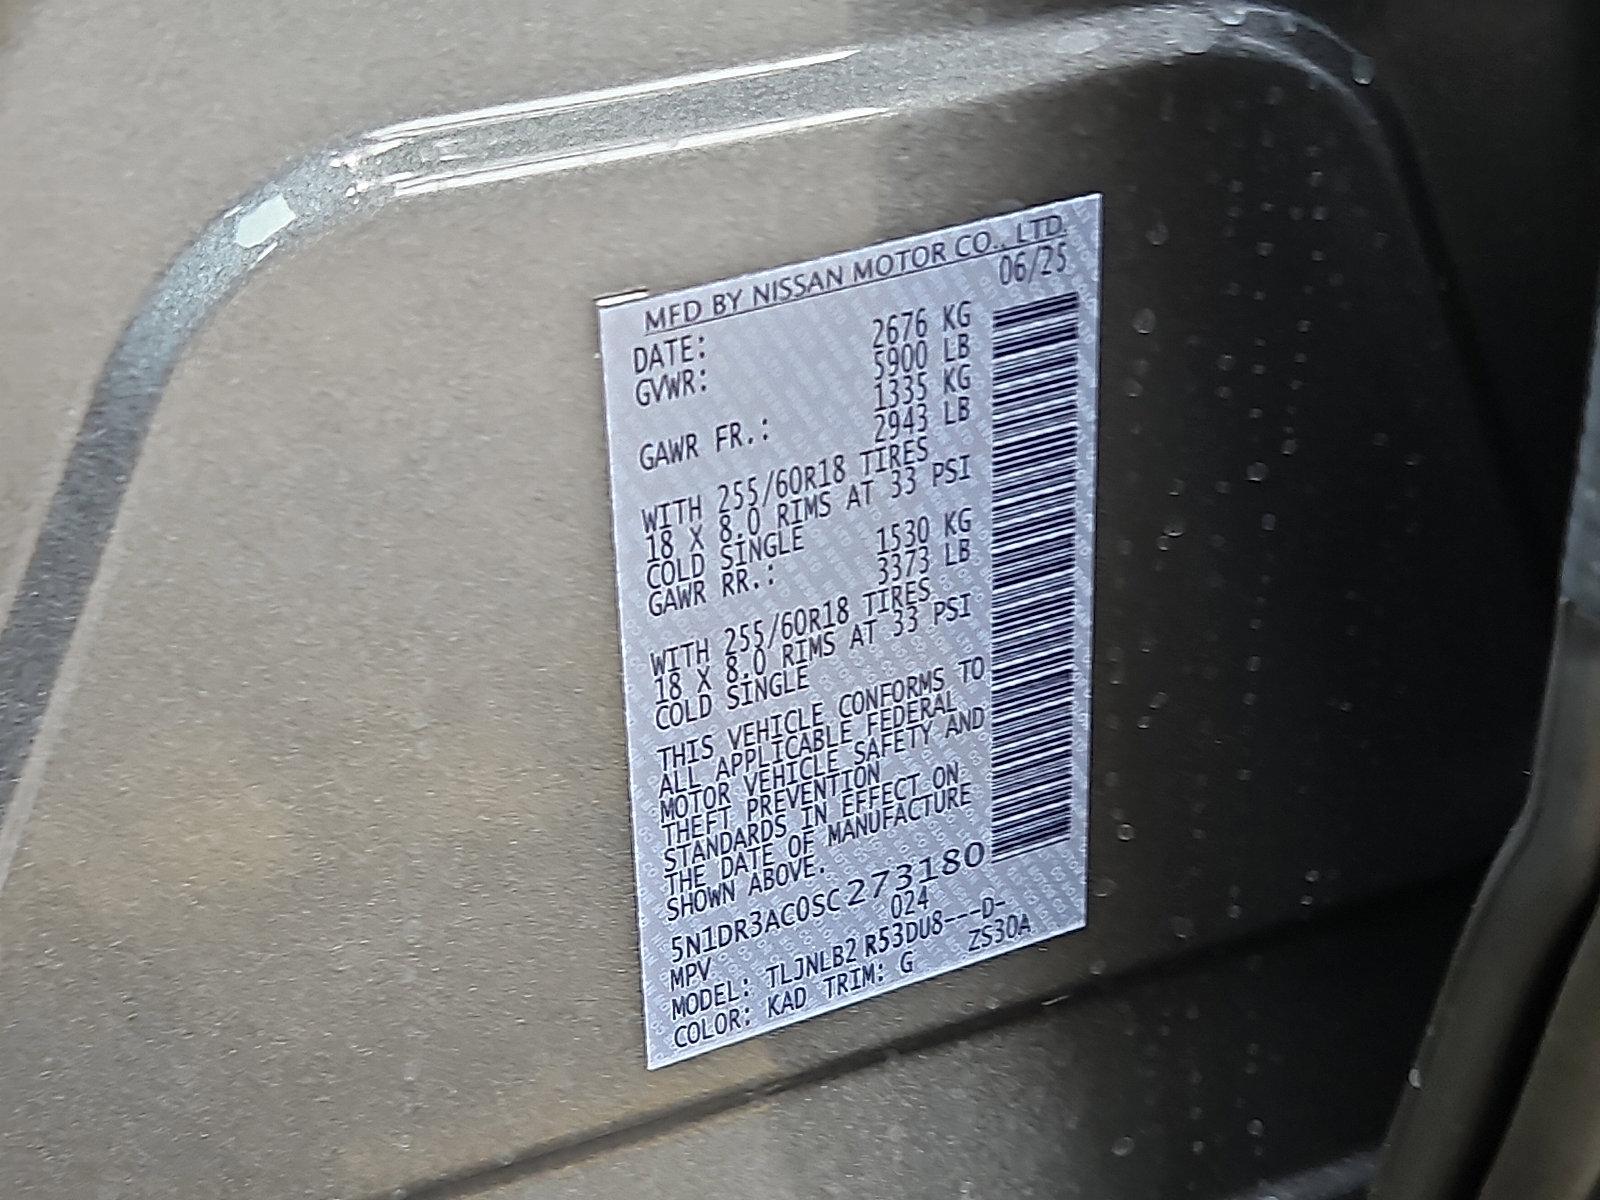 MFD BY NISSAN MOTOR CO., LTD.
DATE: 06/25
GVWR: 2676 KG
5900 LB
GAWR FR.: 1335 KG
2943 LB
WITH 255/60R18 TIRES
18 X 8.0 RIMS AT 33 PSI
COLD SINGLE
GAWR RR.: 1530 KG
3373 LB
WITH 255/60R18 TIRES
18 X 8.0 RIMS AT 33 PSI
COLD SINGLE
THIS VEHICLE CONFORMS TO
ALL APPLICABLE FEDERAL
MOTOR VEHICLE SAFETY AND
THEFT PREVENTION
STANDARDS IN EFFECT ON
THE DATE OF MANUFACTURE
SHOWN ABOVE.
5N1DR3AC0SC273180
MPV 024
MODEL: TLJNLB2 R53DU8---D-
COLOR: KAD TRIM: G ZS30A